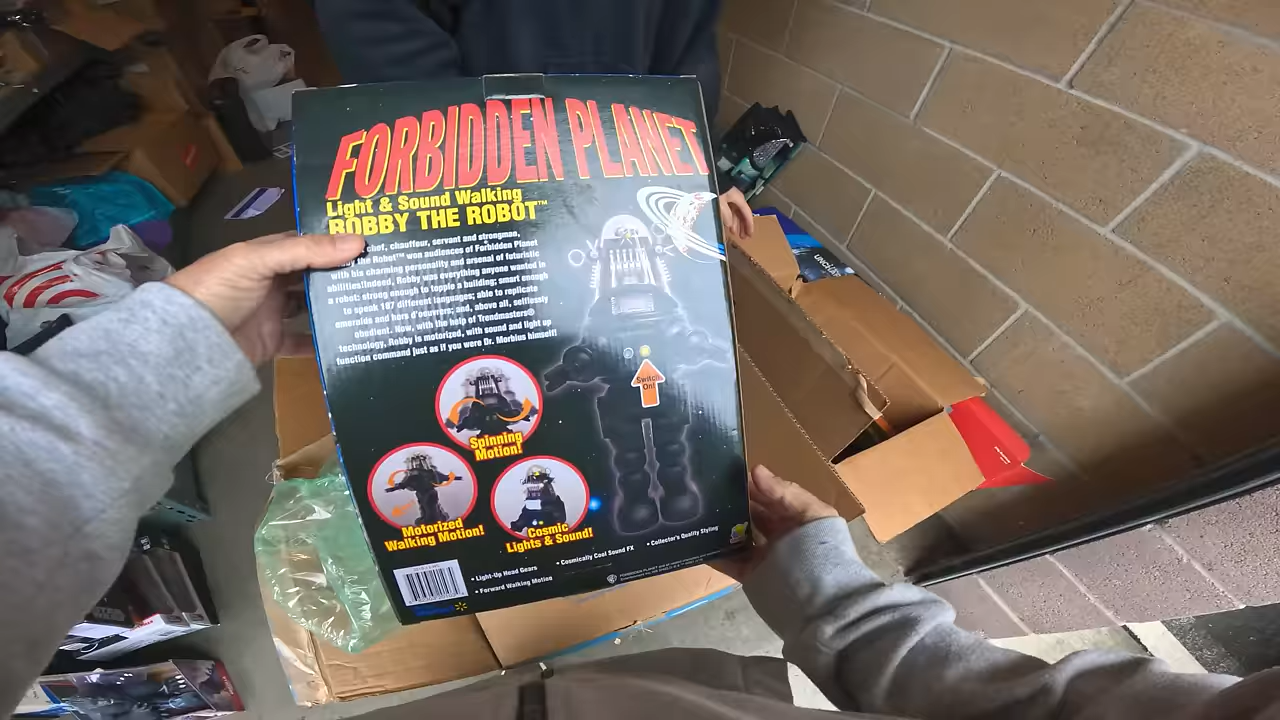 FORBIDDEN PLANET
Light & Sound Walking
ROBBY THE ROBOT™
chef, chauffeur, servant and strongman,
the Robot™ won audiences of Forbidden Planet
with his charming personality and arsenal of futuristic
abilities! Indeed, Robby was everything anyone wanted in
a robot: strong enough to topple a building; smart enough
to speak 187 different languages; able to replicate
emeralds and hors d'oeuvres; and, above all, selflessly
obedient. Now, with the help of Trendmasters®
technology, Robby is motorized, with sound and light up
function command just as if you were Dr. Morbius himself!
Switch
On!
Spinning
Motion!
Motorized
Walking Motion!
Cosmic
Lights & Sound!
• Light-Up Head Gears
• Forward Walking Motion
• Cosmically Cool Sound FX
• Collector's Quality Styling